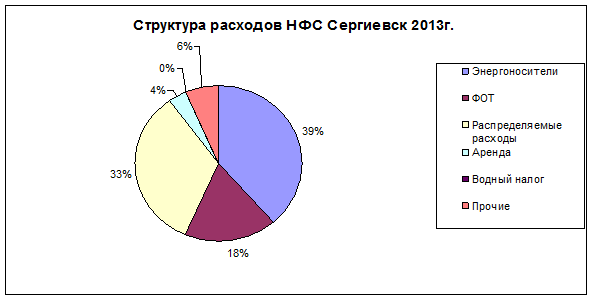 Структура расходов НФС Сергиевск 2013г.
6%
0%
4%
39%
33%
18%
Энергоносители
ФОТ
Распределяемые
расходы
Аренда
Водный налог
Прочие